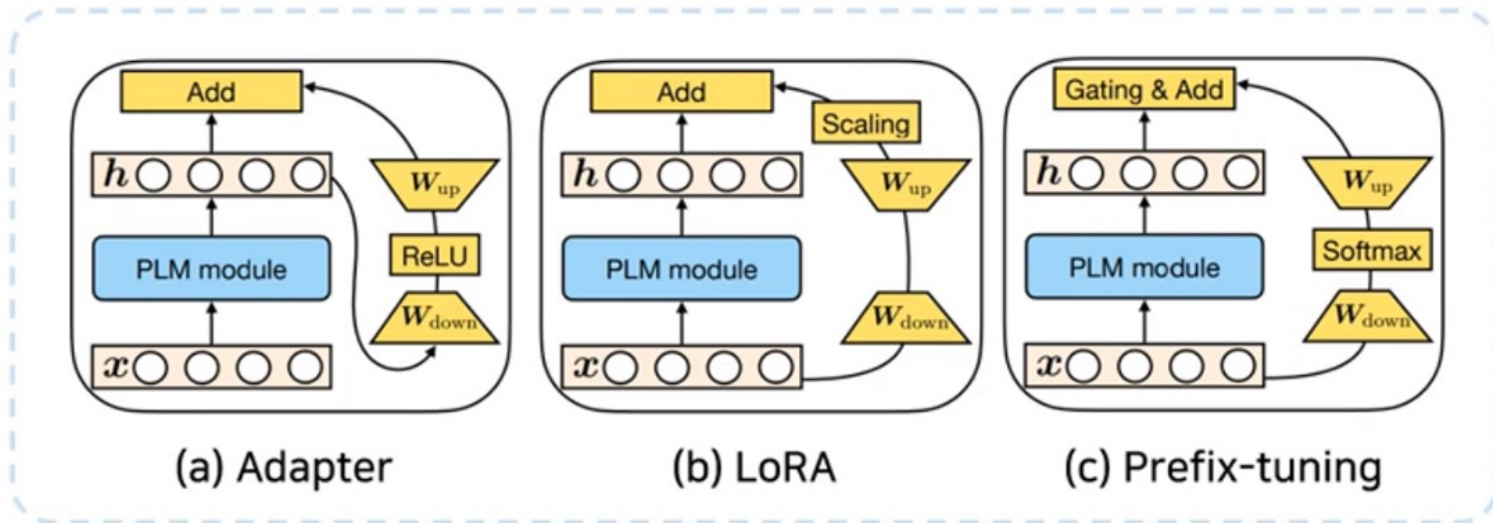 Add
h
W_up
ReLU
PLM module
W_down
x
(a) Adapter
Add
Scaling
h
W_up
PLM module
W_down
x
(b) LoRA
Gating & Add
h
W_up
Softmax
PLM module
W_down
x
(c) Prefix-tuning